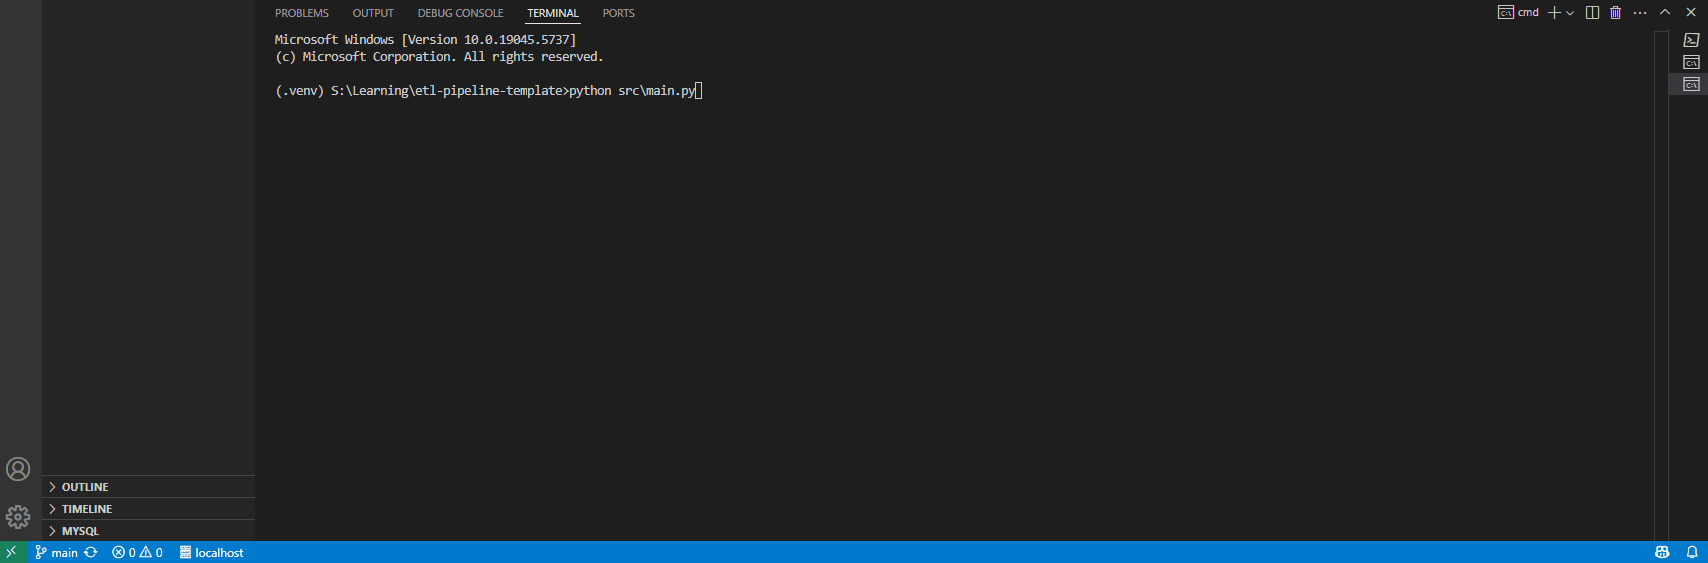 PROBLEMS OUTPUT DEBUG CONSOLE TERMINAL PORTS
cmd
Microsoft Windows [Version 10.0.19045.5737]
(c) Microsoft Corporation. All rights reserved.
(.venv) S:\Learning\etl-pipeline-template>python src\main.py
OUTLINE
TIMELINE
MYSQL
main 0 0 localhost